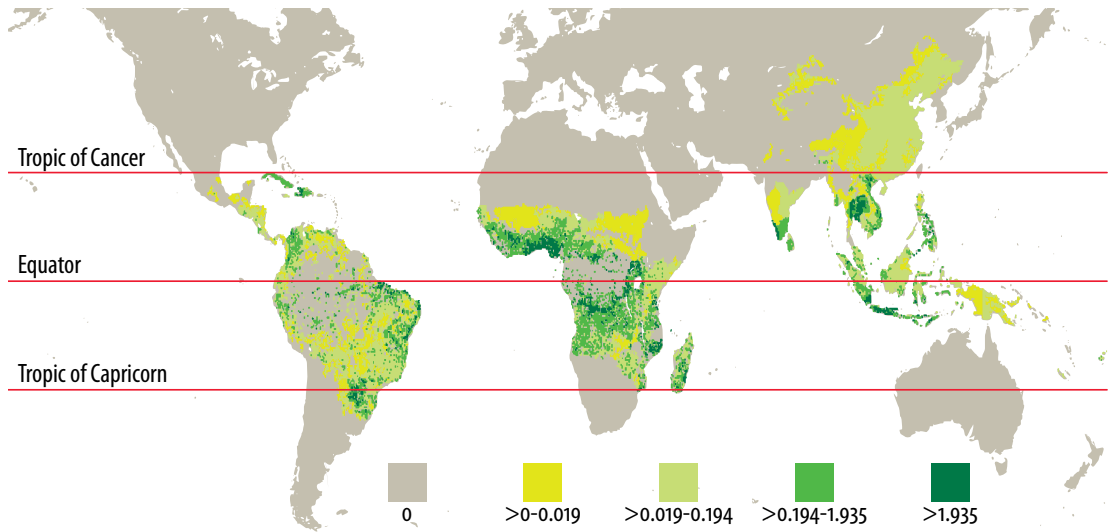 Tropic of Cancer
Equator
Tropic of Capricorn
0
>0-0.019
>0.019-0.194
>0.194-1.935
>1.935